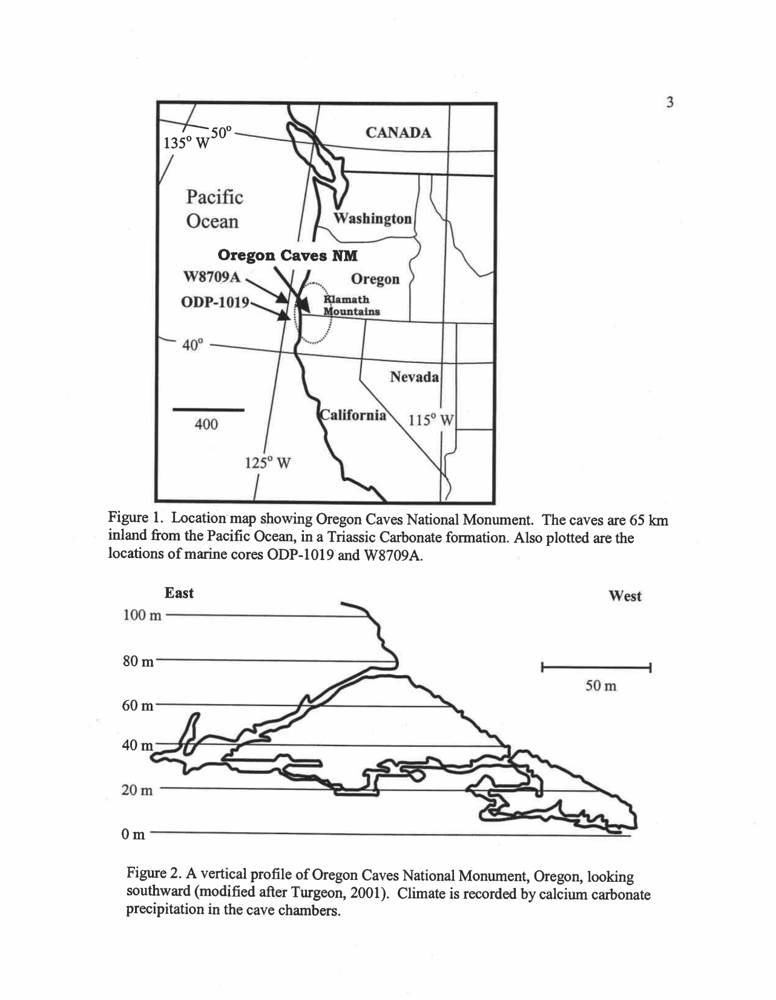 3
CANADA
50°
135° W
Pacific
Ocean
Washington
Oregon Caves NM
W8709A
Oregon
ODP-1019
Klamath
Mountains
40°
Nevada
California
115° W
400
125° W
Figure 1. Location map showing Oregon Caves National Monument. The caves are 65 km
inland from the Pacific Ocean, in a Triassic Carbonate formation. Also plotted are the
locations of marine cores ODP-1019 and W8709A.
East
West
100 m
80 m
50 m
60 m
40 m
20 m
0 m
Figure 2. A vertical profile of Oregon Caves National Monument, Oregon, looking
southward (modified after Turgeon, 2001). Climate is recorded by calcium carbonate
precipitation in the cave chambers.